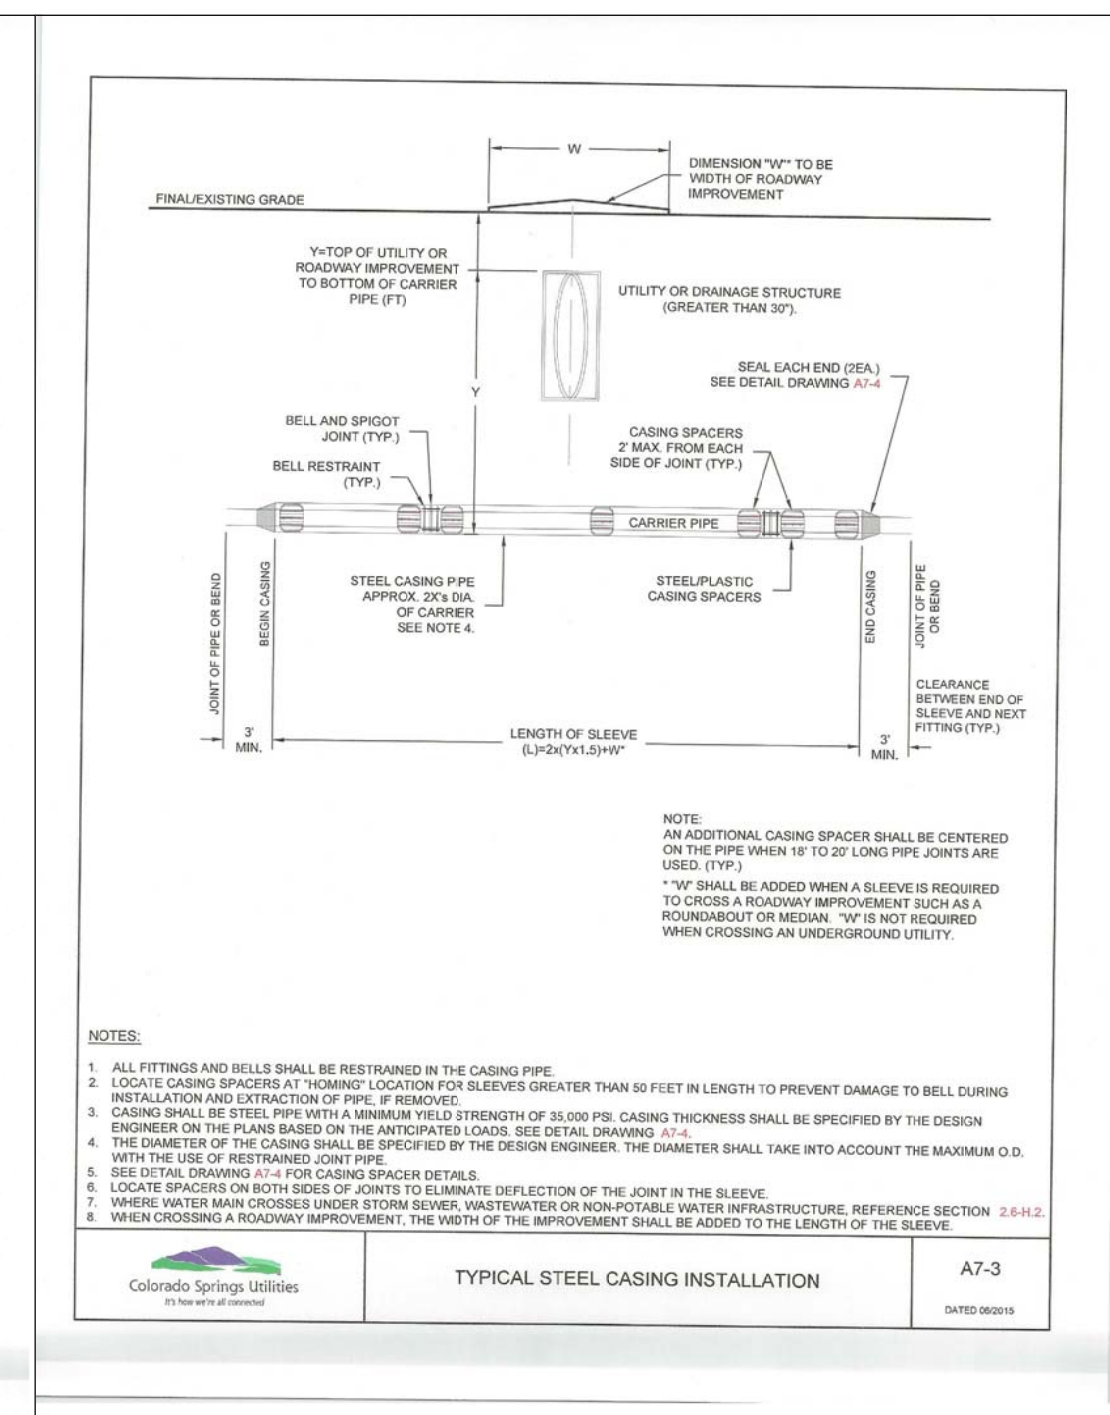 W
DIMENSION "W"* TO BE
WIDTH OF ROADWAY
IMPROVEMENT
FINAL/EXISTING GRADE
Y=TOP OF UTILITY OR
ROADWAY IMPROVEMENT
TO BOTTOM OF CARRIER
PIPE (FT)
UTILITY OR DRAINAGE STRUCTURE
(GREATER THAN 30").
SEAL EACH END (2EA.)
SEE DETAIL DRAWING A7-4
Y
BELL AND SPIGOT
JOINT (TYP.)
CASING SPACERS
2' MAX. FROM EACH
SIDE OF JOINT (TYP.)
BELL RESTRAINT
(TYP.)
CARRIER PIPE
STEEL CASING PIPE
APPROX. 2X's DIA.
OF CARRIER
SEE NOTE 4.
STEEL/PLASTIC
CASING SPACERS
JOINT OF PIPE OR BEND
BEGIN CASING
END CASING
JOINT OF PIPE
OR BEND
CLEARANCE
BETWEEN END OF
SLEEVE AND NEXT
FITTING (TYP.)
3'
MIN.
LENGTH OF SLEEVE
(L)=2x(Yx1.5)+W*
3'
MIN.
NOTE:
AN ADDITIONAL CASING SPACER SHALL BE CENTERED
ON THE PIPE WHEN 18' TO 20' LONG PIPE JOINTS ARE
USED. (TYP.)
* "W" SHALL BE ADDED WHEN A SLEEVE IS REQUIRED
TO CROSS A ROADWAY IMPROVEMENT SUCH AS A
ROUNDABOUT OR MEDIAN. "W" IS NOT REQUIRED
WHEN CROSSING AN UNDERGROUND UTILITY.
NOTES:
1. ALL FITTINGS AND BELLS SHALL BE RESTRAINED IN THE CASING PIPE.
2. LOCATE CASING SPACERS AT "HOMING" LOCATION FOR SLEEVES GREATER THAN 50 FEET IN LENGTH TO PREVENT DAMAGE TO BELL DURING
INSTALLATION AND EXTRACTION OF PIPE, IF REMOVED.
3. CASING SHALL BE STEEL PIPE WITH A MINIMUM YIELD STRENGTH OF 35,000 PSI. CASING THICKNESS SHALL BE SPECIFIED BY THE DESIGN
ENGINEER ON THE PLANS BASED ON THE ANTICIPATED LOADS. SEE DETAIL DRAWING A7-4.
4. THE DIAMETER OF THE CASING SHALL BE SPECIFIED BY THE DESIGN ENGINEER. THE DIAMETER SHALL TAKE INTO ACCOUNT THE MAXIMUM O.D.
WITH THE USE OF RESTRAINED JOINT PIPE.
5. SEE DETAIL DRAWING A7-4 FOR CASING SPACER DETAILS.
6. LOCATE SPACERS ON BOTH SIDES OF JOINTS TO ELIMINATE DEFLECTION OF THE JOINT IN THE SLEEVE.
7. WHERE WATER MAIN CROSSES UNDER STORM SEWER, WASTEWATER OR NON-POTABLE WATER INFRASTRUCTURE, REFERENCE SECTION 2.6-H.2.
8. WHEN CROSSING A ROADWAY IMPROVEMENT, THE WIDTH OF THE IMPROVEMENT SHALL BE ADDED TO THE LENGTH OF THE SLEEVE.
Colorado Springs Utilities
It's how we're all connected
TYPICAL STEEL CASING INSTALLATION
A7-3
DATED 06/2015